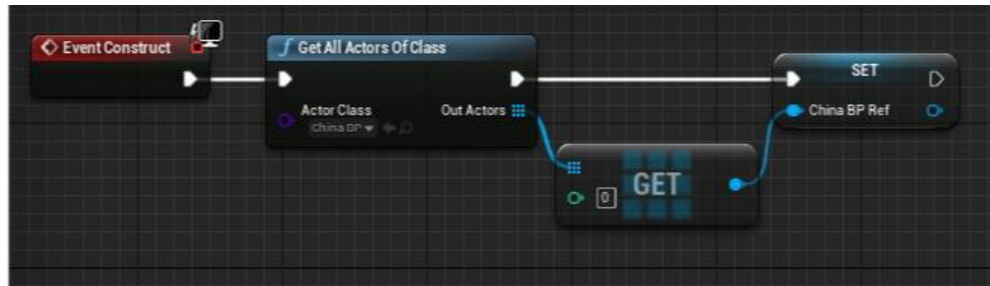 Event Construct
Get All Actors Of Class
Actor Class
China BP
Out Actors
0
GET
SET
China BP Ref